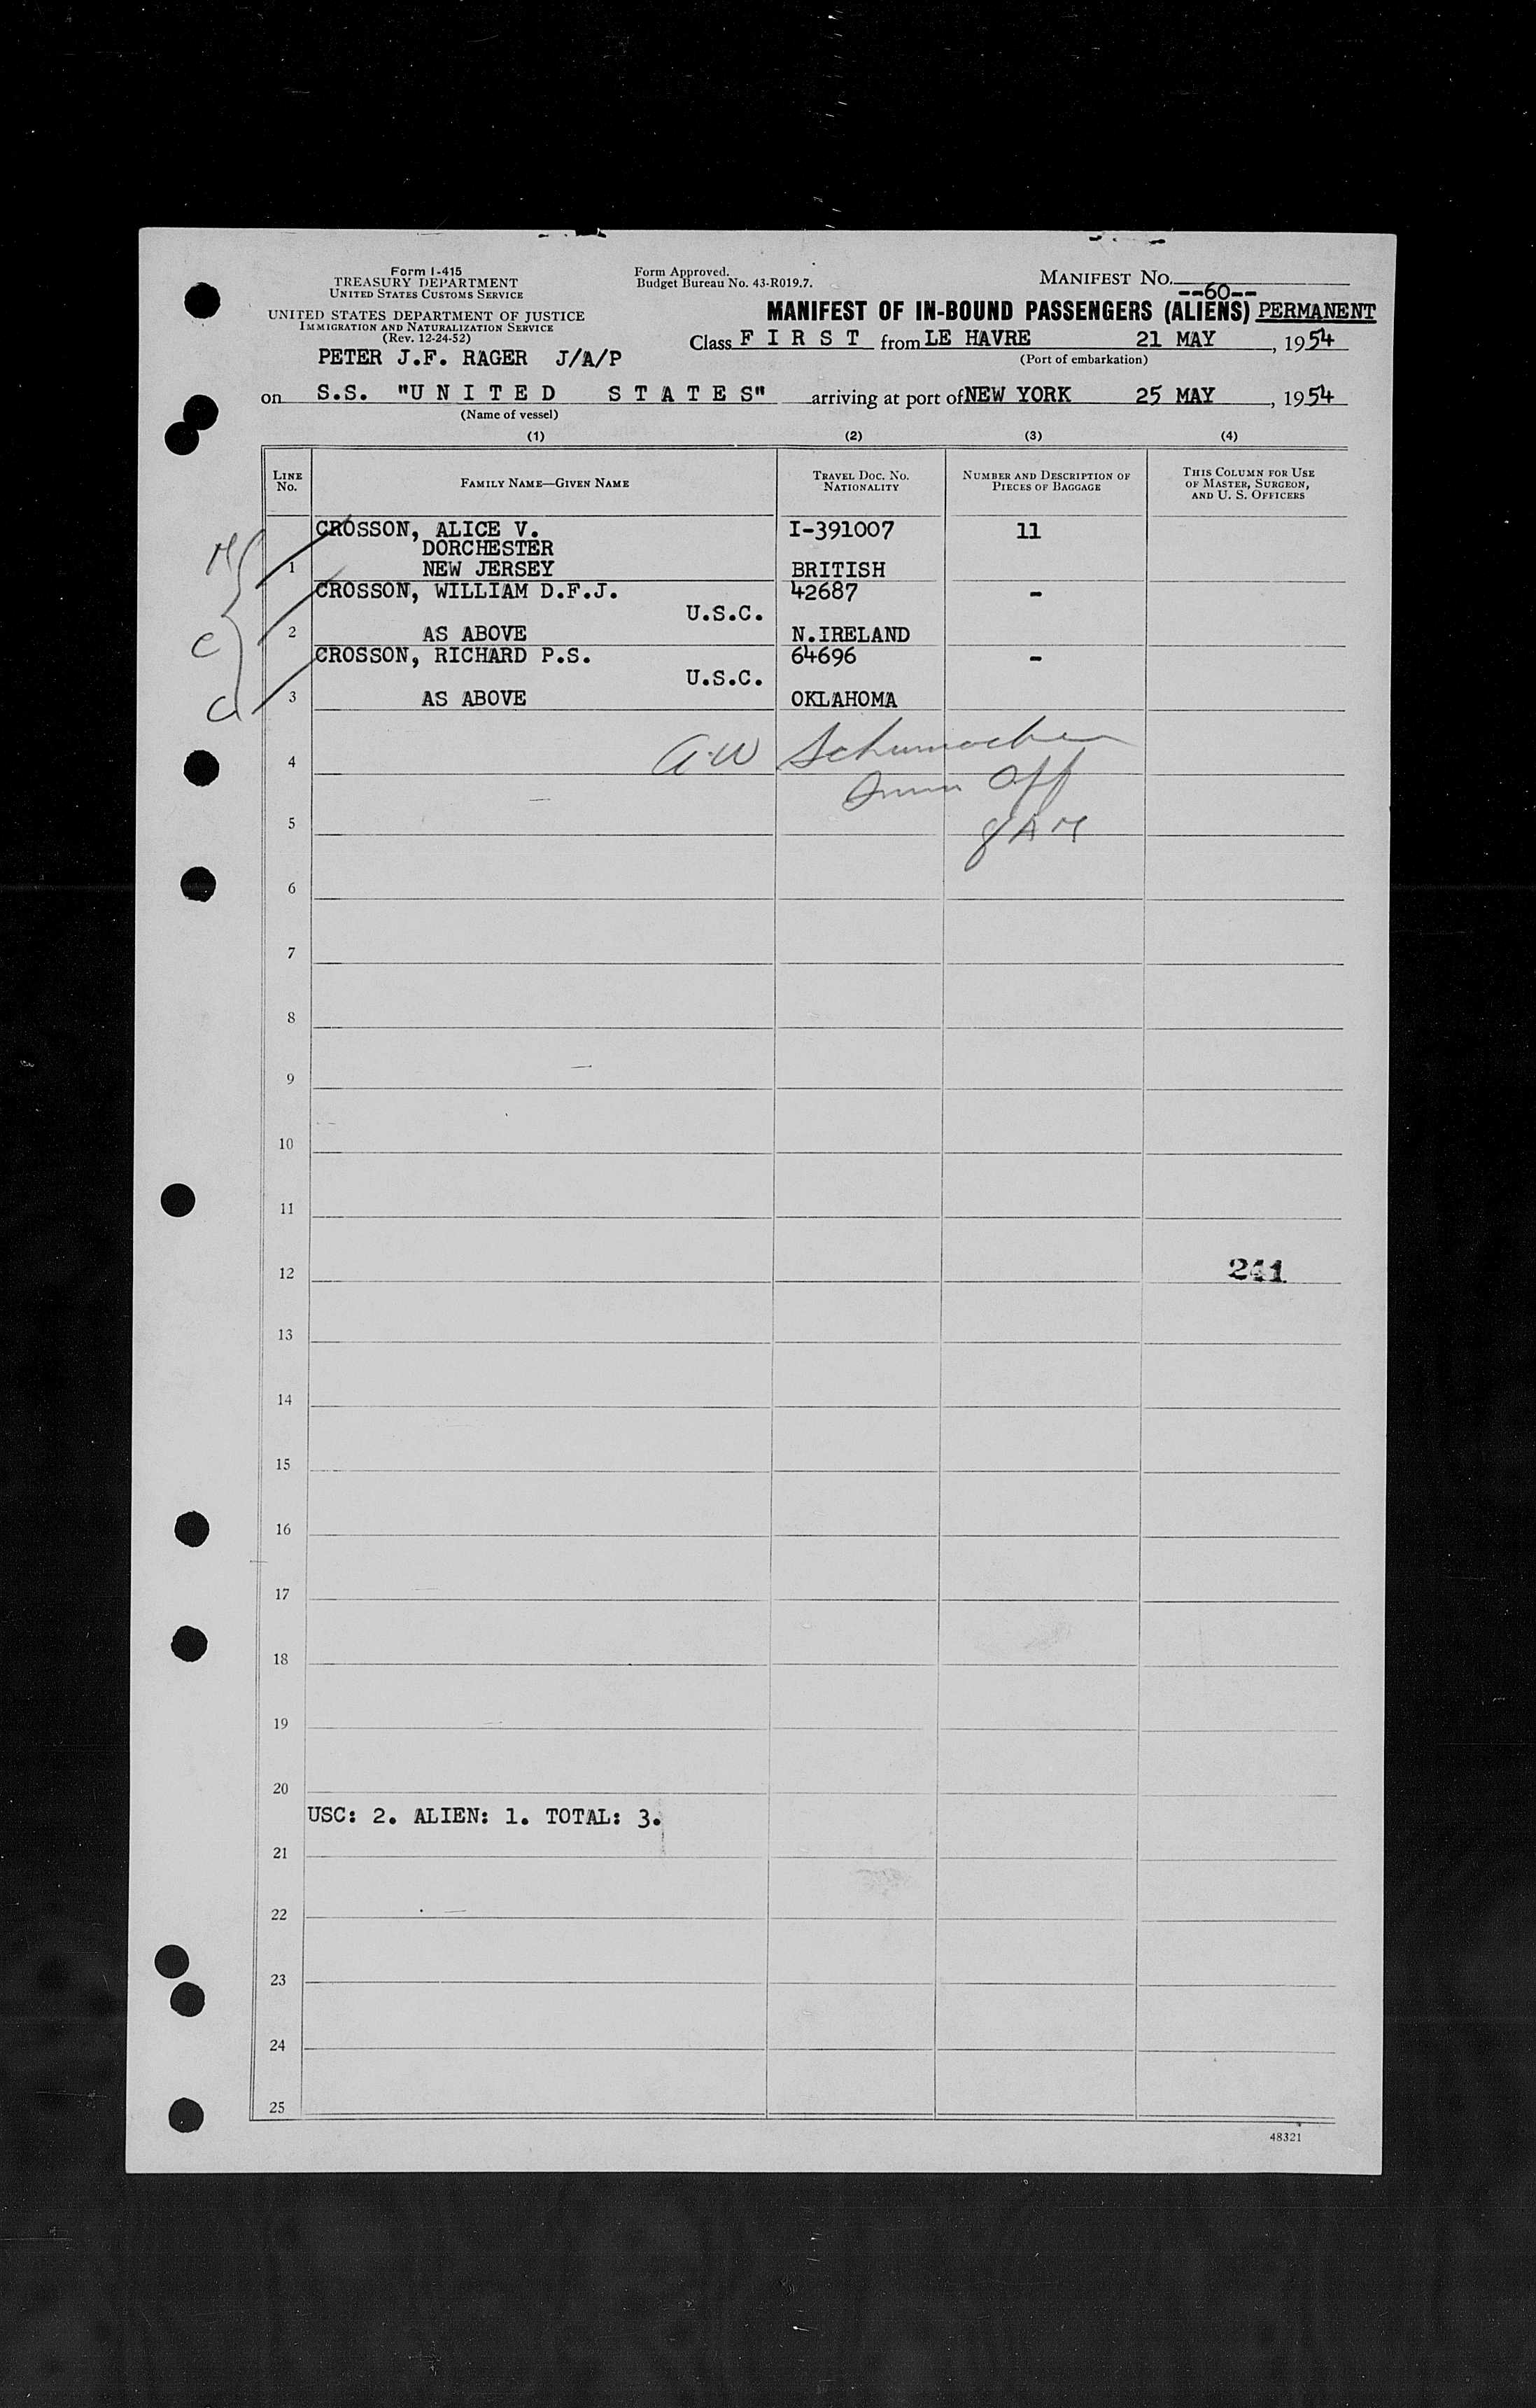 Form I-415
TREASURY DEPARTMENT
UNITED STATES CUSTOMS SERVICE
UNITED STATES DEPARTMENT OF JUSTICE
IMMIGRATION AND NATURALIZATION SERVICE
(Rev. 12-24-52)
PETER J.F. RAGER J/A/P
Form Approved.
Budget Bureau No. 43-R019.7.
MANIFEST NO. --60--
MANIFEST OF IN-BOUND PASSENGERS (ALIENS) PERMANENT
Class F I R S T from LE HAVRE 21 MAY, 1954
(Port of embarkation)
on S.S. "U N I T E D S T A T E S" arriving at port of NEW YORK 25 MAY, 1954
(Name of vessel)
(1) (2) (3) (4)
LINE NO. FAMILY NAME—GIVEN NAME TRAVEL DOC. NO. NATIONALITY NUMBER AND DESCRIPTION OF PIECES OF BAGGAGE THIS COLUMN FOR USE OF MASTER, SURGEON, AND U. S. OFFICERS
CROSSON, ALICE V. I-391007 11
DORCHESTER
1 NEW JERSEY BRITISH
CROSSON, WILLIAM D.F.J. 42687 -
U.S.C.
2 AS ABOVE N.IRELAND
CROSSON, RICHARD P.S. 64696 -
U.S.C.
3 AS ABOVE OKLAHOMA
4 A.W Schumacher
Imm Off
5
6
7
8
9
10
11
12 241
13
14
15
16
17
18
19
20
USC: 2. ALIEN: 1. TOTAL: 3.
21
22
23
24
25
48321